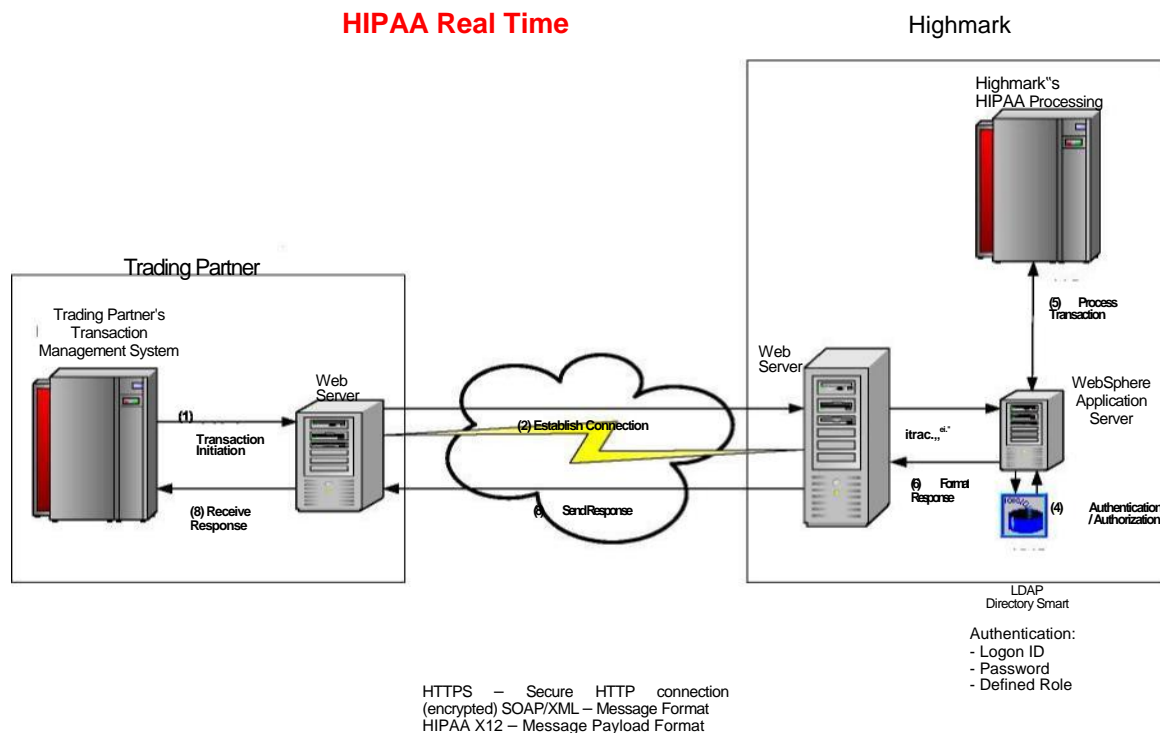 HIPAA Real Time
Highmark
Highmark"s
HIPAA Processing
Trading Partner
Trading Partner's
Transaction
Management System
(5) Process
Transaction
Web
Server
Web
Server
WebSphere
Application
Server
(1)
Transaction
Initiation
(2) Establish Connection
(6) Format
Response
(8) Receive
Response
Send Response
(4) Authentication
/ Authorization
LDAP
Directory Smart
Authentication:
- Logon ID
- Password
- Defined Role
HTTPS – Secure HTTP connection
(encrypted) SOAP/XML – Message Format
HIPAA X12 – Message Payload Format